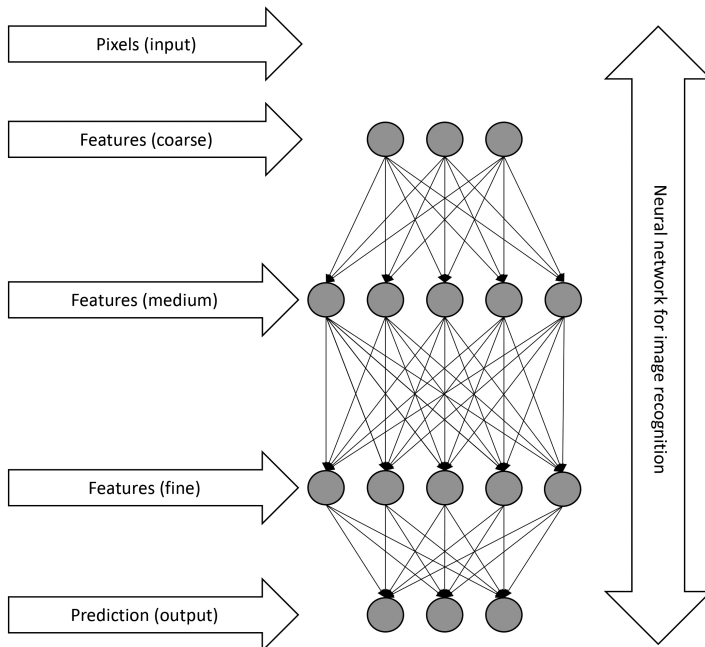 Pixels (input)
Features (coarse)
Features (medium)
Features (fine)
Prediction (output)
Neural network for image recognition